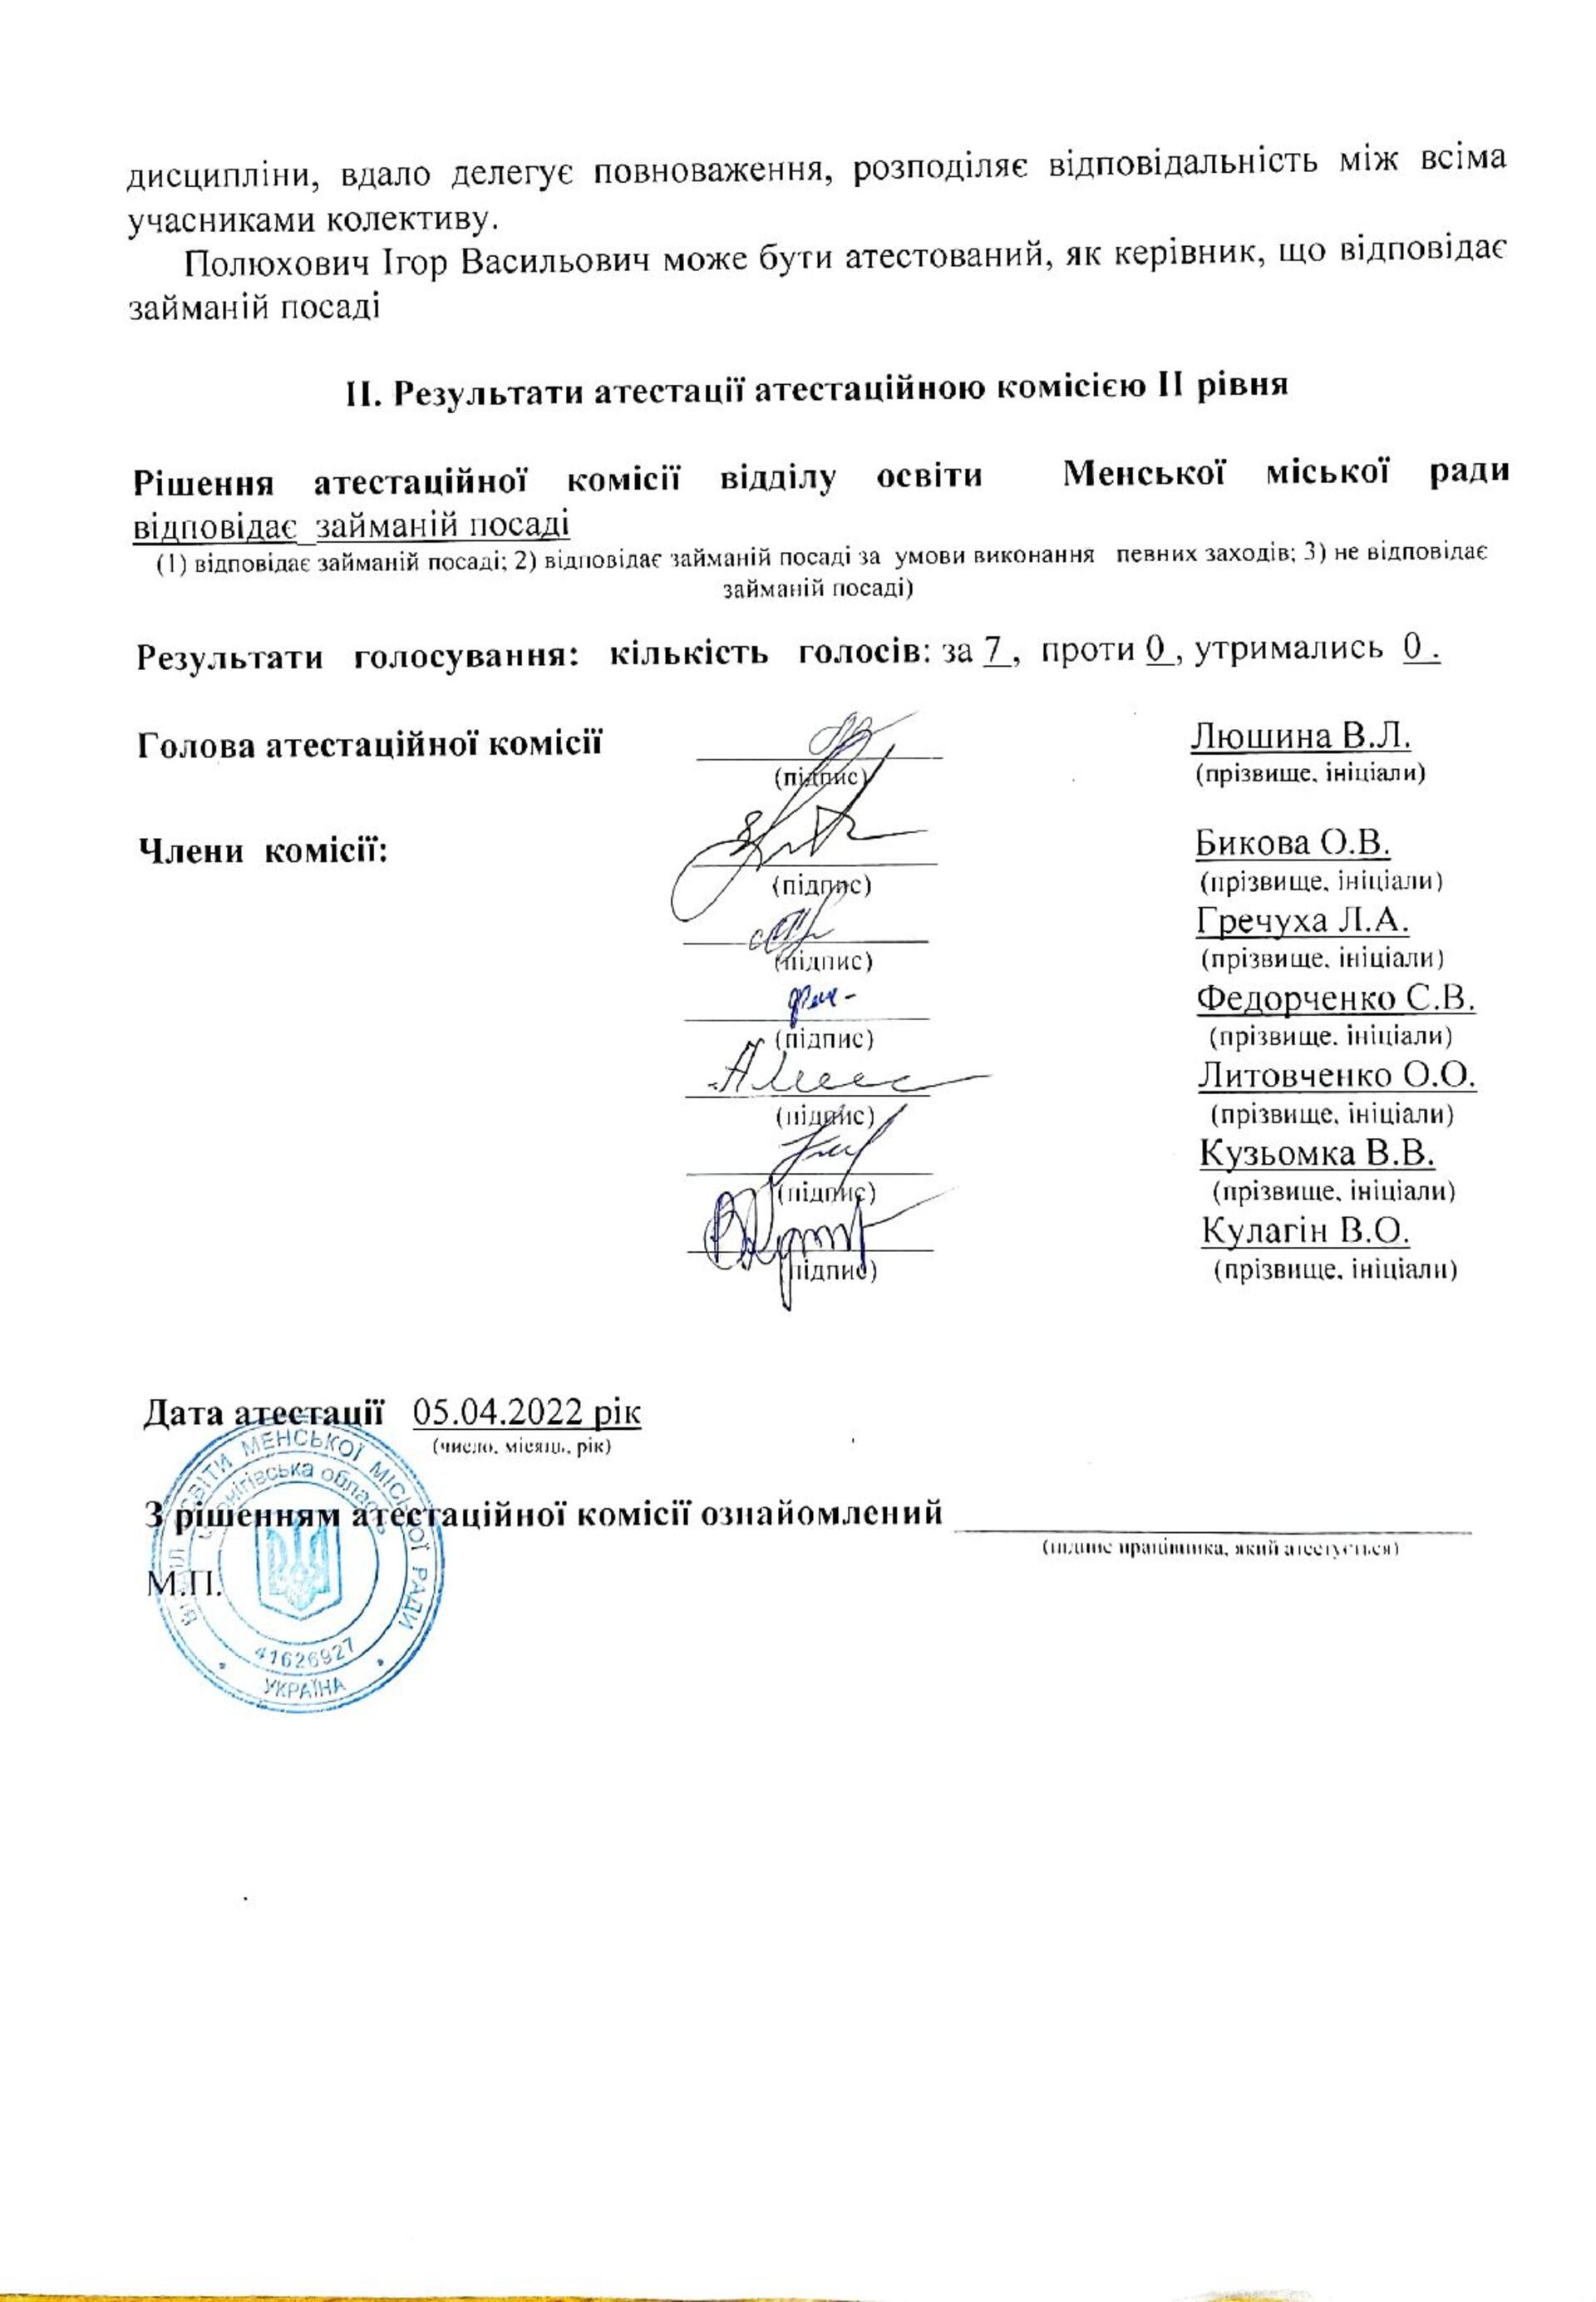 дисципліни, вдало делегує повноваження, розподіляє відповідальність між всіма
учасниками колективу.
Полюхович Ігор Васильович може бути атестований, як керівник, що відповідає
займаній посаді
ІІ. Результати атестації атестаційною комісією ІІ рівня
Рішення атестаційної комісії відділу освіти Менської міської ради
відповідає займаній посаді
(1) відповідає займаній посаді; 2) відповідає займаній посаді за умови виконання певних заходів; 3) не відповідає
займаній посаді)
Результати голосування: кількість голосів: за 7 , проти 0 , утримались 0 .
Голова атестаційної комісії Люшина В.Л.
(підпис) (прізвище, ініціали)
Члени комісії: Бикова О.В.
(підпис) (прізвище, ініціали)
Гречуха Л.А.
(підпис) (прізвище, ініціали)
Федорченко С.В.
(підпис) (прізвище, ініціали)
Литовченко О.О.
(підпис) (прізвище, ініціали)
Кузьомка В.В.
(підпис) (прізвище, ініціали)
Кулагін В.О.
(підпис) (прізвище, ініціали)
Дата атестації 05.04.2022 рік
(число, місяць, рік)
З рішенням атестаційної комісії ознайомлений
(підпис працівника, який атестується)
М.П.
ВІДДІЛ ОСВІТИ МЕНСЬКОЇ МІСЬКОЇ РАДИ
Чернігівська область
41626927
УКРАЇНА